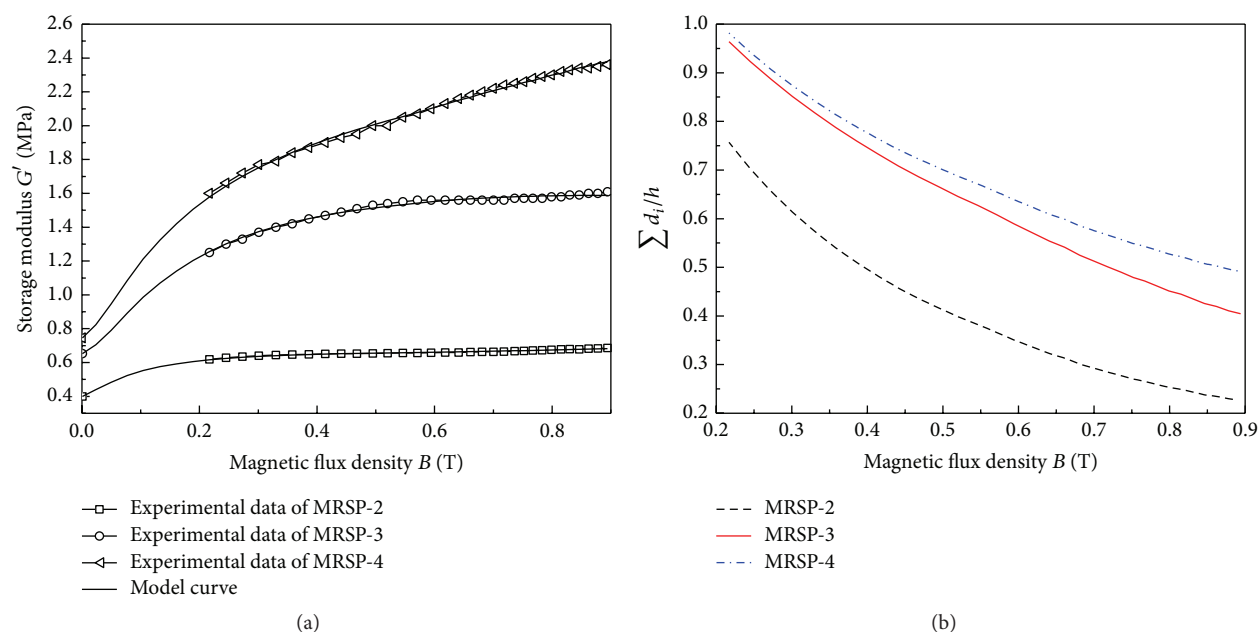 2.6
2.4
2.2
2.0
1.8
1.6
1.4
1.2
1.0
0.8
0.6
0.4
Storage modulus G′ (MPa)
0.0 0.2 0.4 0.6 0.8
Magnetic flux density B (T)
Experimental data of MRSP-2
Experimental data of MRSP-3
Experimental data of MRSP-4
Model curve
(a)
1.0
0.9
0.8
0.7
0.6
0.5
0.4
0.3
0.2
∑ dᵢ/h
0.2 0.3 0.4 0.5 0.6 0.7 0.8 0.9
Magnetic flux density B (T)
MRSP-2
MRSP-3
MRSP-4
(b)